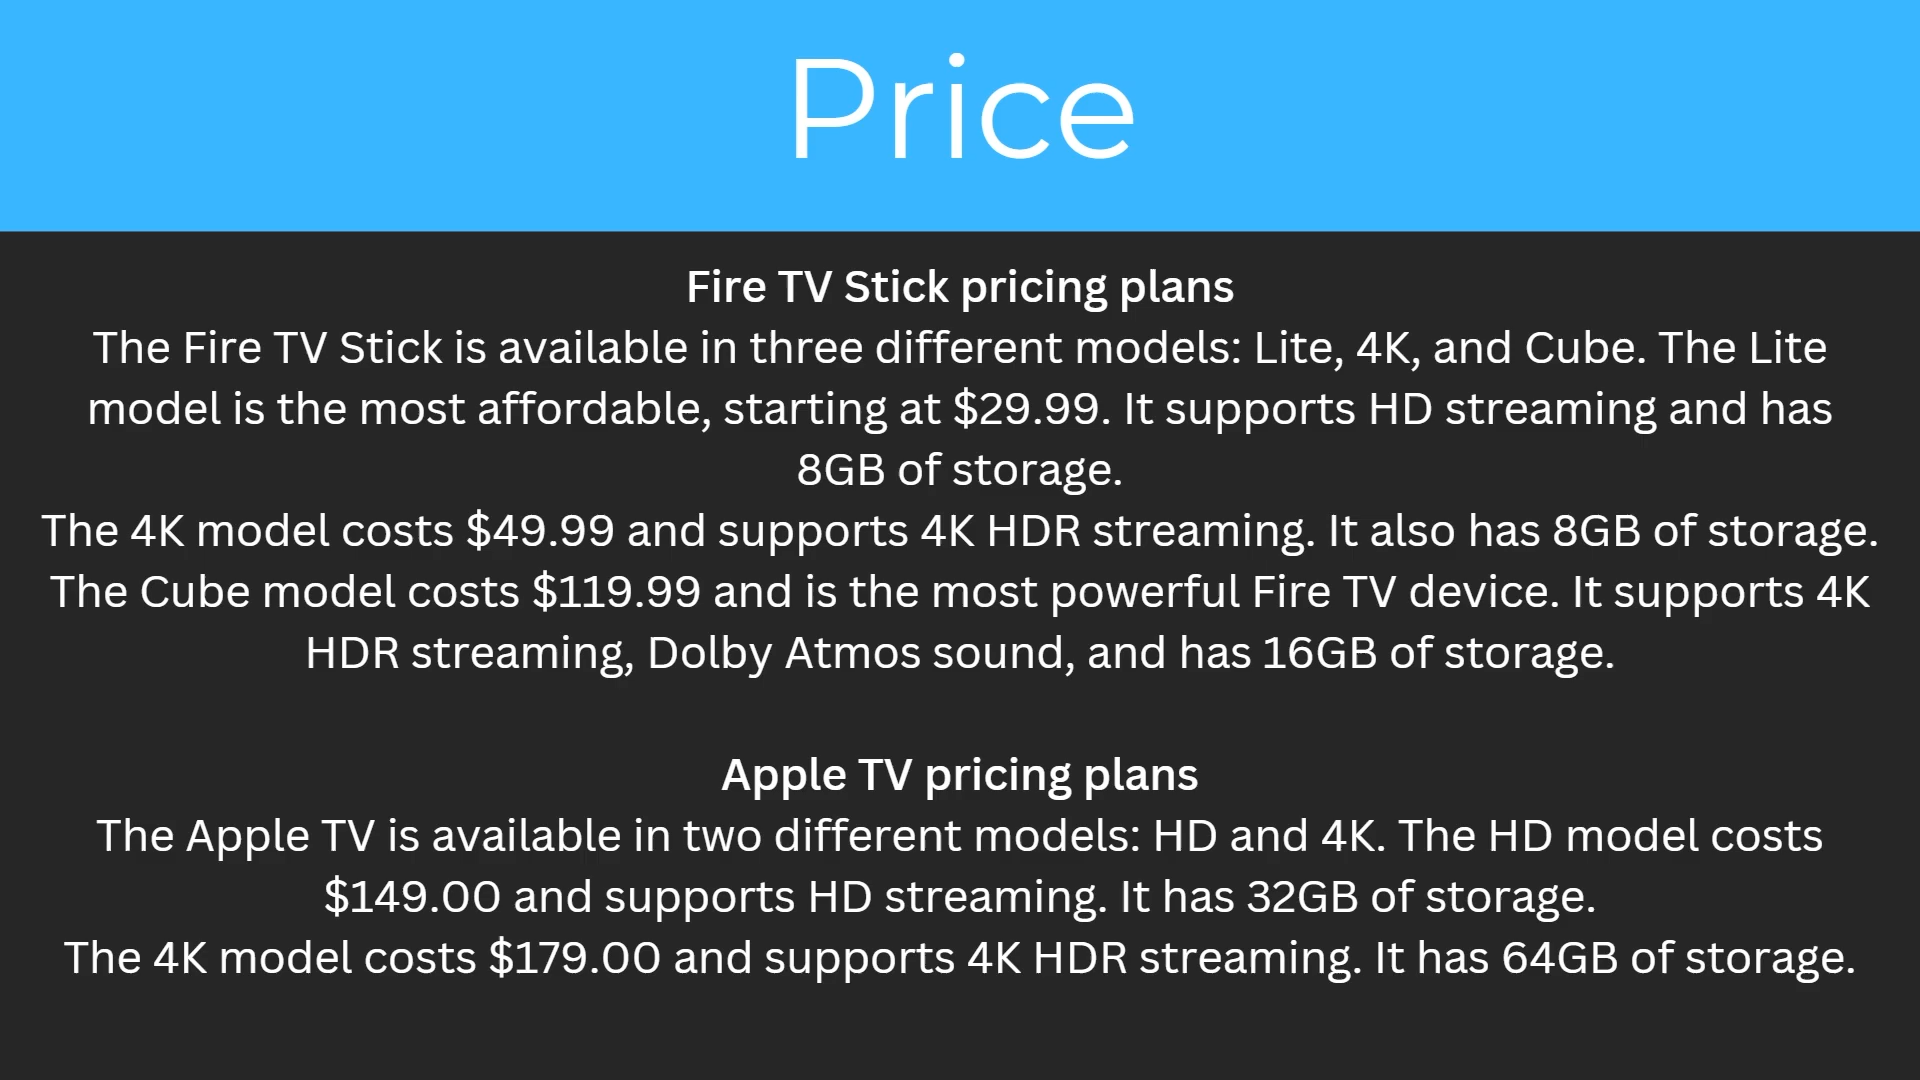 Price
Fire TV Stick pricing plans
The Fire TV Stick is available in three different models: Lite, 4K, and Cube. The Lite
model is the most affordable, starting at $29.99. It supports HD streaming and has
8GB of storage.
The 4K model costs $49.99 and supports 4K HDR streaming. It also has 8GB of storage.
The Cube model costs $119.99 and is the most powerful Fire TV device. It supports 4K
HDR streaming, Dolby Atmos sound, and has 16GB of storage.
Apple TV pricing plans
The Apple TV is available in two different models: HD and 4K. The HD model costs
$149.00 and supports HD streaming. It has 32GB of storage.
The 4K model costs $179.00 and supports 4K HDR streaming. It has 64GB of storage.